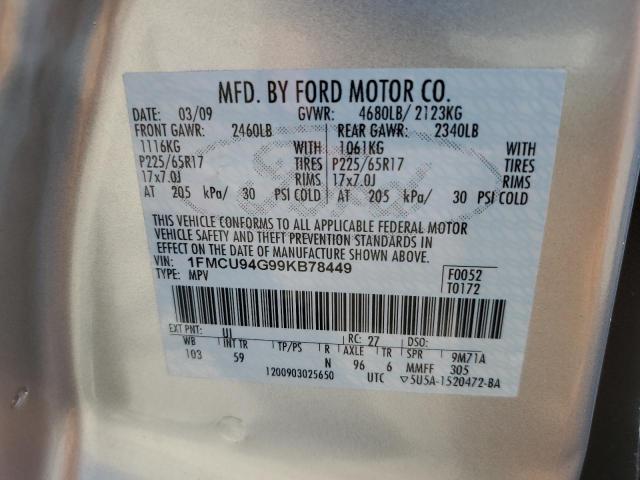 MFD. BY FORD MOTOR CO.
DATE: 03/09 GVWR: 4680LB/ 2123KG
FRONT GAWR: 2460LB REAR GAWR: 2340LB
1116KG WITH 1061KG WITH
P225/65R17 TIRES P225/65R17 TIRES
17x7.0J RIMS 17x7.0J RIMS
AT 205 kPa/ 30 PSI COLD AT 205 kPa/ 30 PSI COLD
THIS VEHICLE CONFORMS TO ALL APPLICABLE FEDERAL MOTOR
VEHICLE SAFETY AND THEFT PREVENTION STANDARDS IN
EFFECT ON THE DATE OF MANUFACTURE SHOWN ABOVE.
VIN: 1FMCU94G99KB78449 F0052
TYPE: MPV T0172
EXT PNT: UI RC: 27 DSO:
WB INT TR TP/PS R AXLE TR SPR 9M71A
103 59 N 96 6 MMFF 305
1200903025650 UTC ▽5U5A-1520472-BA